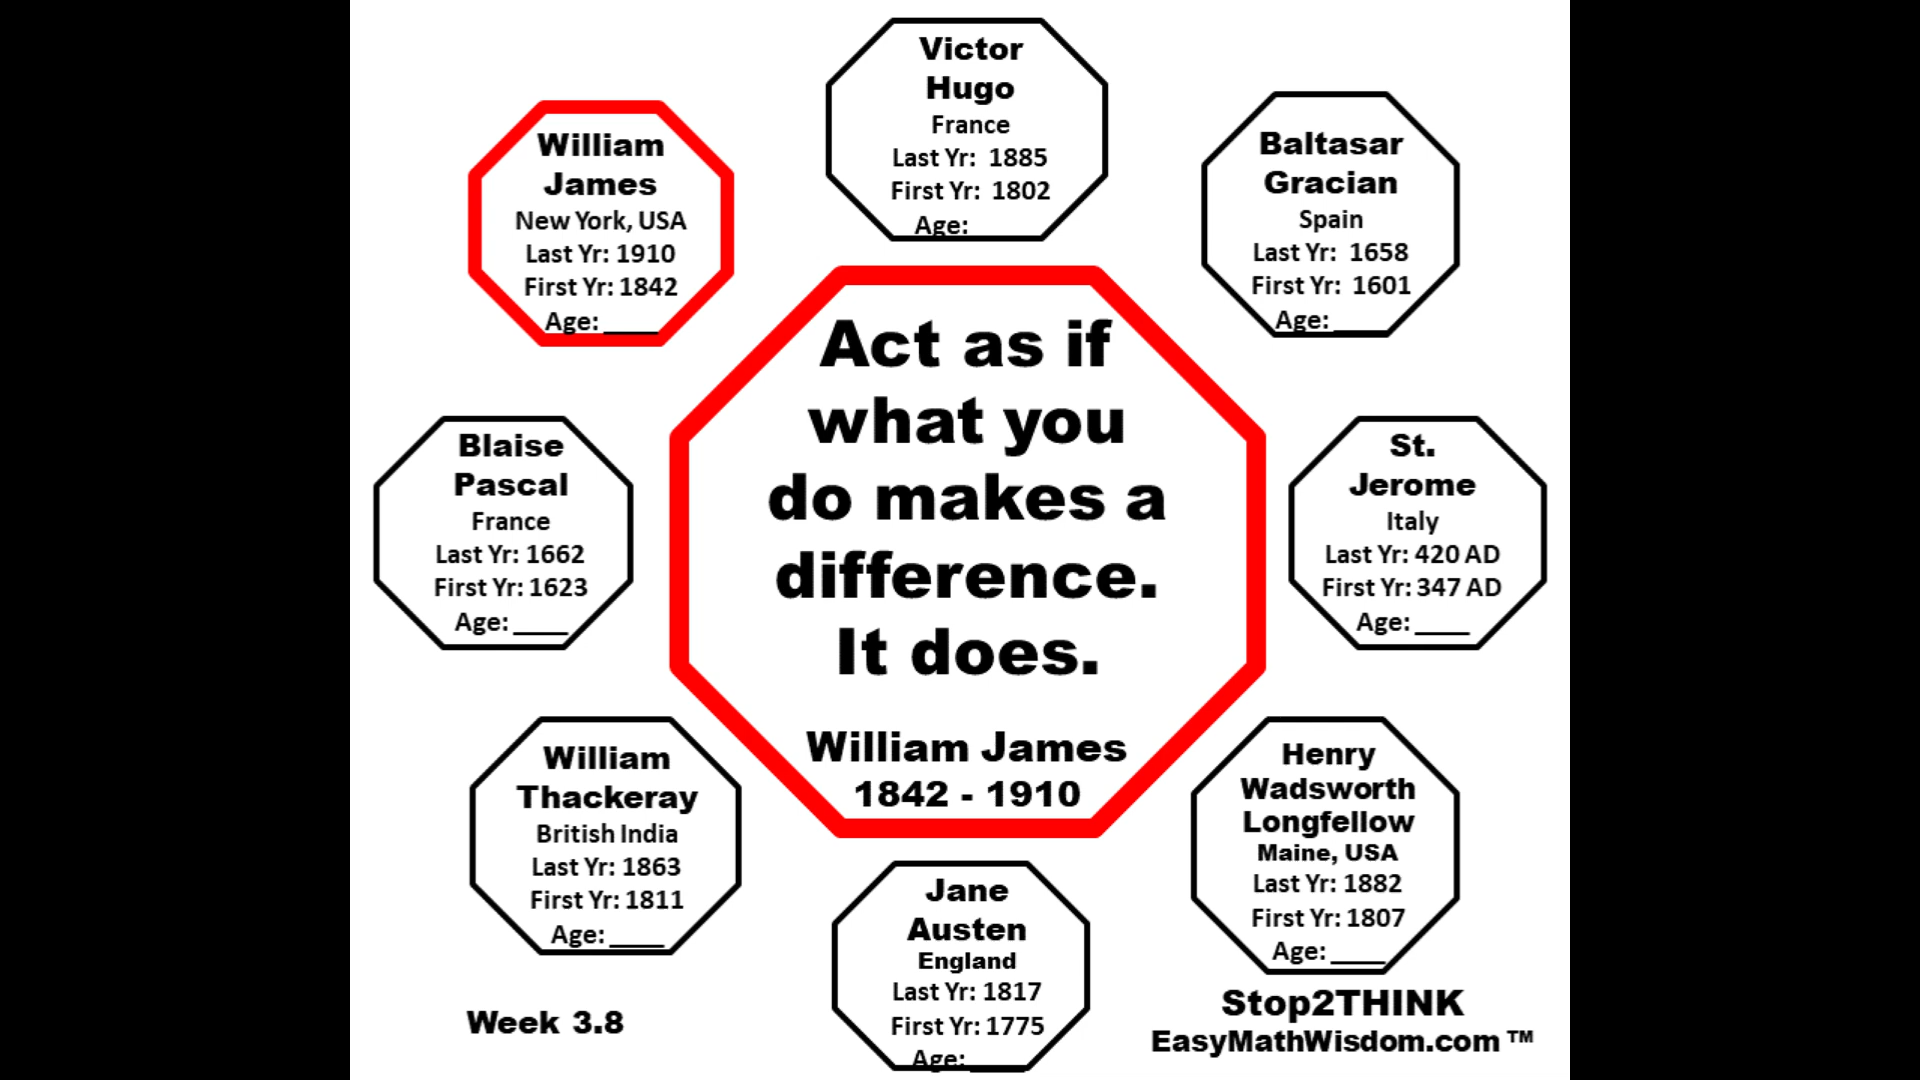 Victor
Hugo
France
Last Yr:  1885
First Yr:  1802
Age: ____
William
James
New York, USA
Last Yr: 1910
First Yr: 1842
Age: ____
Baltasar
Gracian
Spain
Last Yr:  1658
First Yr:  1601
Age: ____
Act as if
what you
do makes a
difference.
It does.
William James
1842 - 1910
Blaise
Pascal
France
Last Yr: 1662
First Yr: 1623
Age: ____
St.
Jerome
Italy
Last Yr: 420 AD
First Yr: 347 AD
Age: ____
William
Thackeray
British India
Last Yr: 1863
First Yr: 1811
Age: ____
Henry
Wadsworth
Longfellow
Maine, USA
Last Yr: 1882
First Yr: 1807
Age: ____
Jane
Austen
England
Last Yr: 1817
First Yr: 1775
Age: ____
Week 3.8
Stop2THINK
EasyMathWisdom.com™